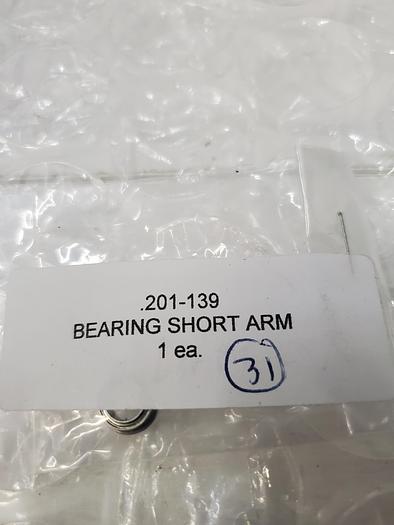 .201-139
BEARING SHORT ARM
1 ea.
31